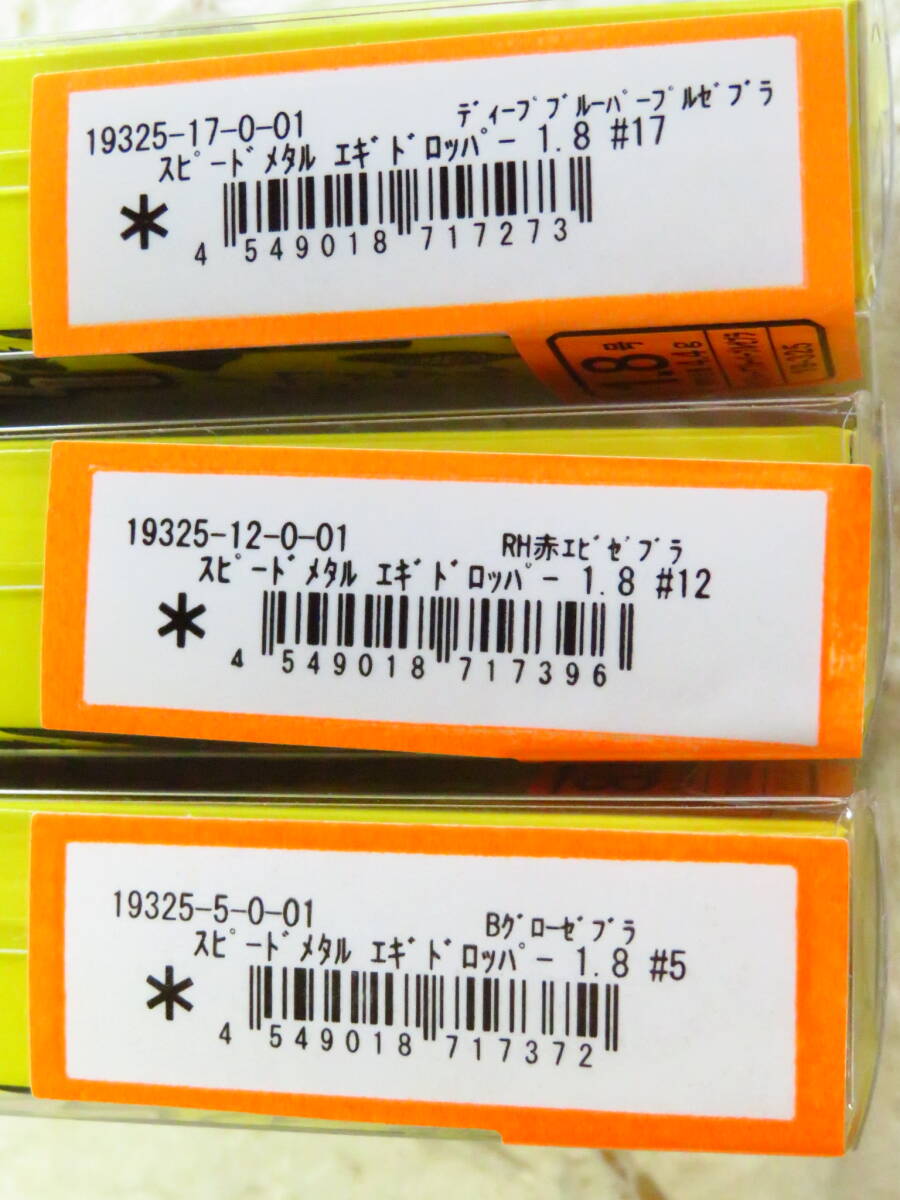 19325-17-0-01
ディープブルーパープルゼブラ
スピードメタル エギドロッパー 1.8 #17
*
4 549018 717273
1.8号
19325-12-0-01
RH赤エビゼブラ
スピードメタル エギドロッパー 1.8 #12
*
4 549018 717396
19325-5-0-01
Bグローゼブラ
スピードメタル エギドロッパー 1.8 #5
*
4 549018 717372